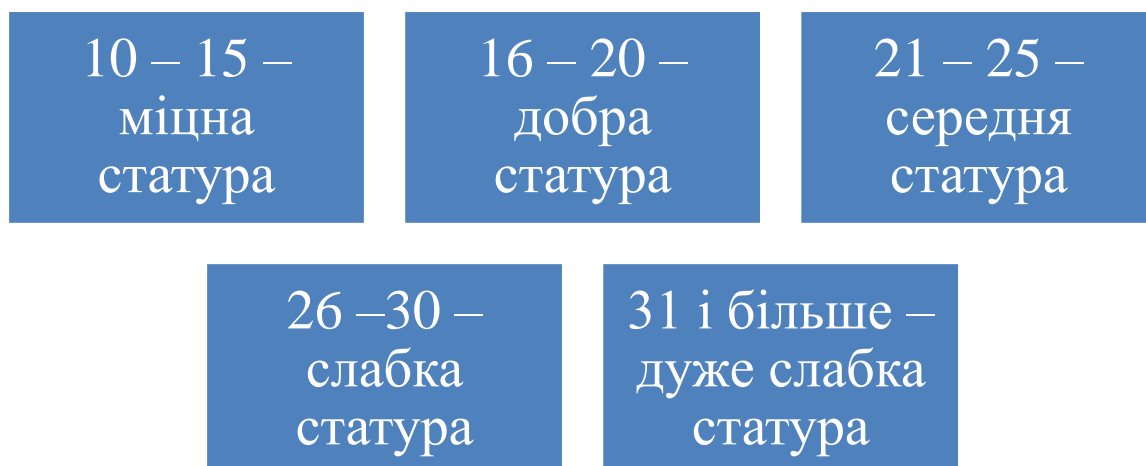 10 – 15 –
міцна
статура
16 – 20 –
добра
статура
21 – 25 –
середня
статура
26 –30 –
слабка
статура
31 і більше –
дуже слабка
статура